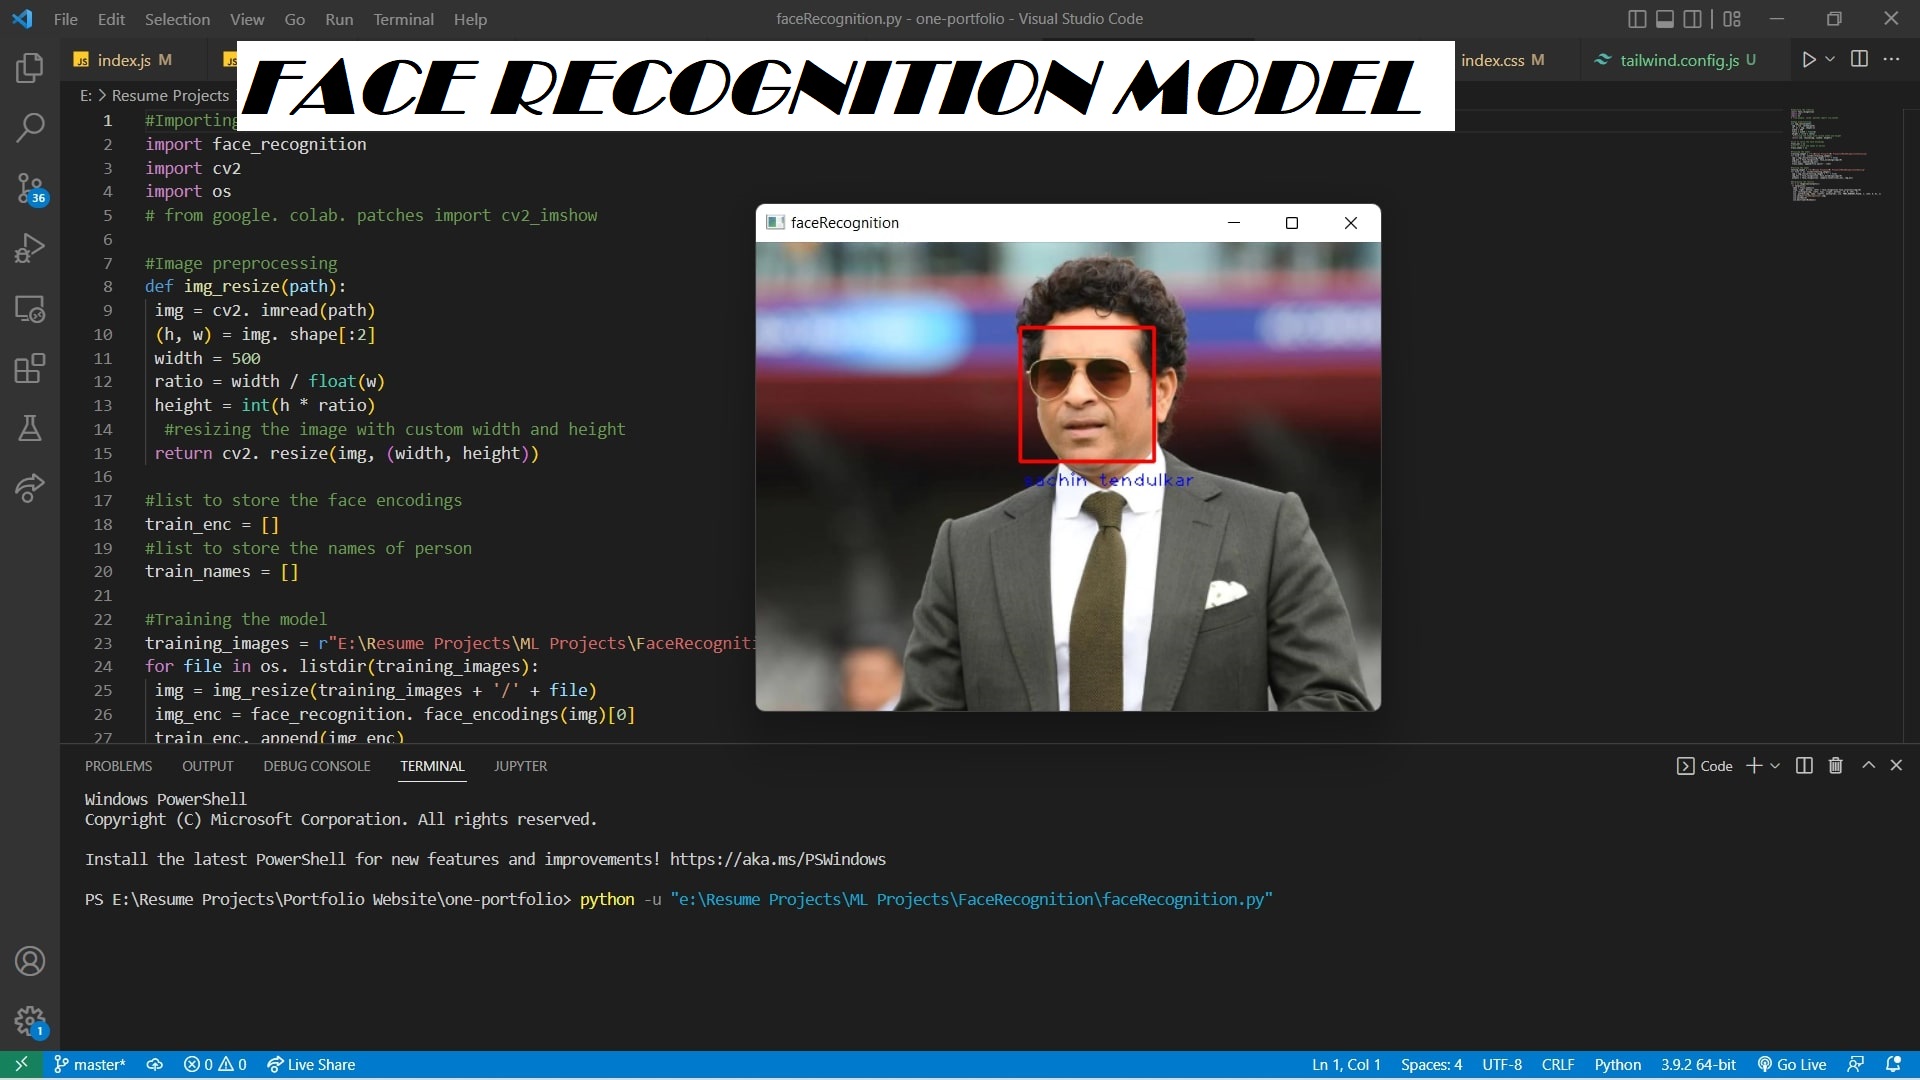 File Edit Selection View Go Run Terminal Help
faceRecognition.py - one-portfolio - Visual Studio Code
JS index.js M
JS
FACE RECOGNITION MODEL
index.css M
tailwind.config.js U
E: > Resume Projects
1 #Importing
2 import face_recognition
3 import cv2
4 import os
5 # from google. colab. patches import cv2_imshow
6
7 #Image preprocessing
8 def img_resize(path):
9 img = cv2. imread(path)
10 (h, w) = img. shape[:2]
11 width = 500
12 ratio = width / float(w)
13 height = int(h * ratio)
14 #resizing the image with custom width and height
15 return cv2. resize(img, (width, height))
16
17 #list to store the face encodings
18 train_enc = []
19 #list to store the names of person
20 train_names = []
21
22 #Training the model
23 training_images = r"E:\Resume Projects\ML Projects\FaceRecogniti
24 for file in os. listdir(training_images):
25 img = img_resize(training_images + '/' + file)
26 img_enc = face_recognition. face_encodings(img)[0]
27 train_enc. append(img_enc)
faceRecognition
sachin tendulkar
36
1
PROBLEMS OUTPUT DEBUG CONSOLE TERMINAL JUPYTER
Code
Windows PowerShell
Copyright (C) Microsoft Corporation. All rights reserved.
Install the latest PowerShell for new features and improvements! https://aka.ms/PSWindows
PS E:\Resume Projects\Portfolio Website\one-portfolio> python -u "e:\Resume Projects\ML Projects\FaceRecognition\faceRecognition.py"
master* 0 0 Live Share
Ln 1, Col 1 Spaces: 4 UTF-8 CRLF Python 3.9.2 64-bit Go Live